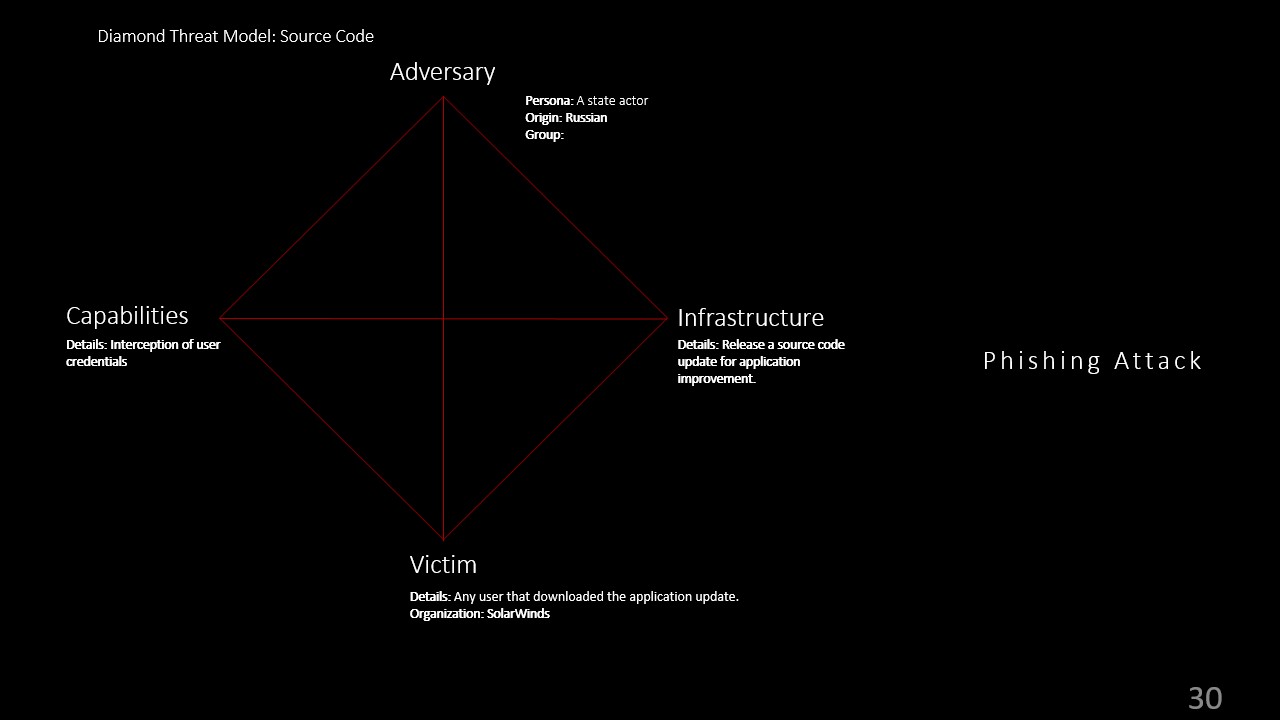 Diamond Threat Model: Source Code
Adversary
Persona: A state actor
Origin: Russian
Group:
Capabilities
Details: Interception of user
credentials
Infrastructure
Details: Release a source code
update for application
improvement.
Phishing Attack
Victim
Details: Any user that downloaded the application update.
Organization: SolarWinds
30